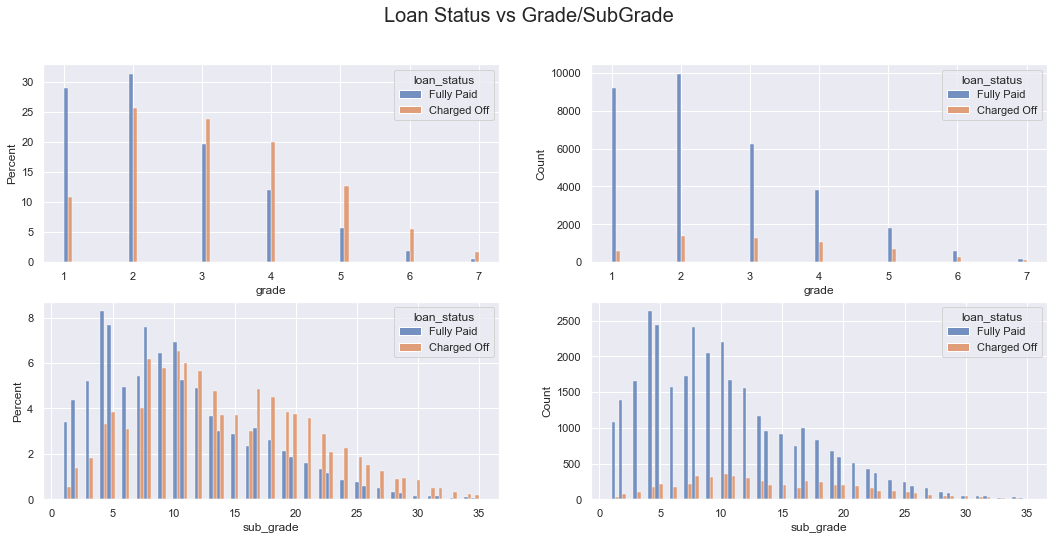 Loan Status vs Grade/SubGrade
Percent
30
25
20
15
10
5
0
1 2 3 4 5 6 7
grade
loan_status
Fully Paid
Charged Off
Count
10000
8000
6000
4000
2000
0
1 2 3 4 5 6 7
grade
loan_status
Fully Paid
Charged Off
Percent
8
6
4
2
0
0 5 10 15 20 25 30 35
sub_grade
loan_status
Fully Paid
Charged Off
Count
2500
2000
1500
1000
500
0
0 5 10 15 20 25 30 35
sub_grade
loan_status
Fully Paid
Charged Off